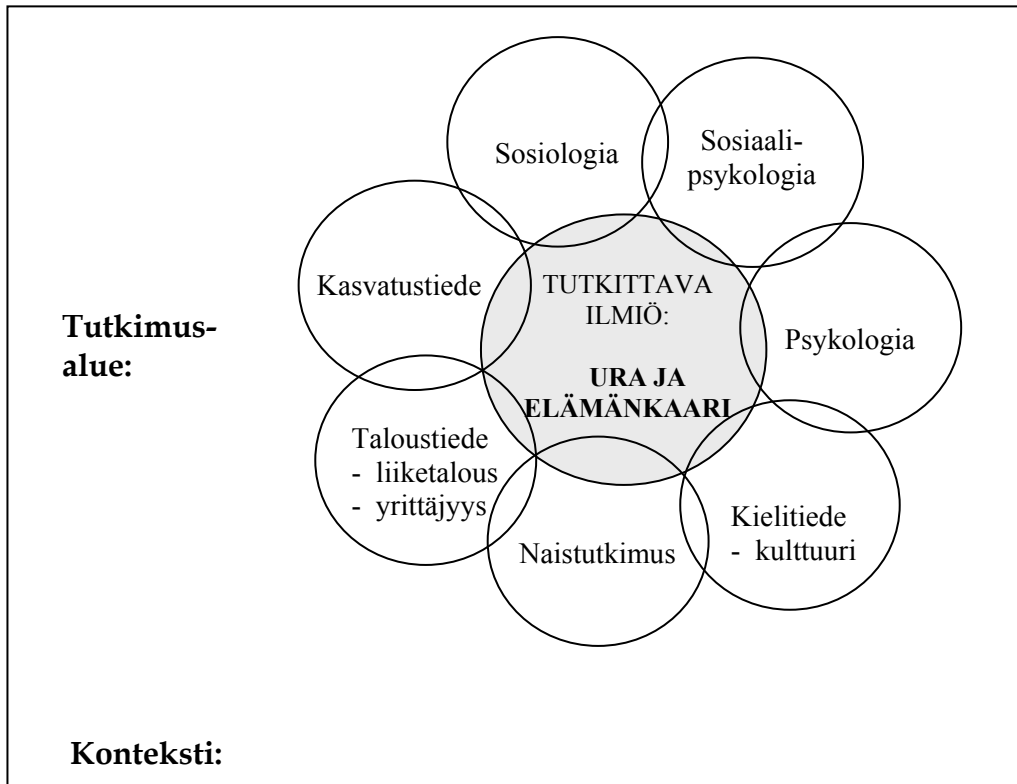 Sosiologia
Sosiaali-
psykologia
Kasvatustiede
TUTKITTAVA
ILMIÖ:
URA JA
ELÄMÄNKAARI
Psykologia
Tutkimus-
alue:
Taloustiede
- liiketalous
- yrittäjyys
Naistutkimus
Kielitiede
- kulttuuri
Konteksti: